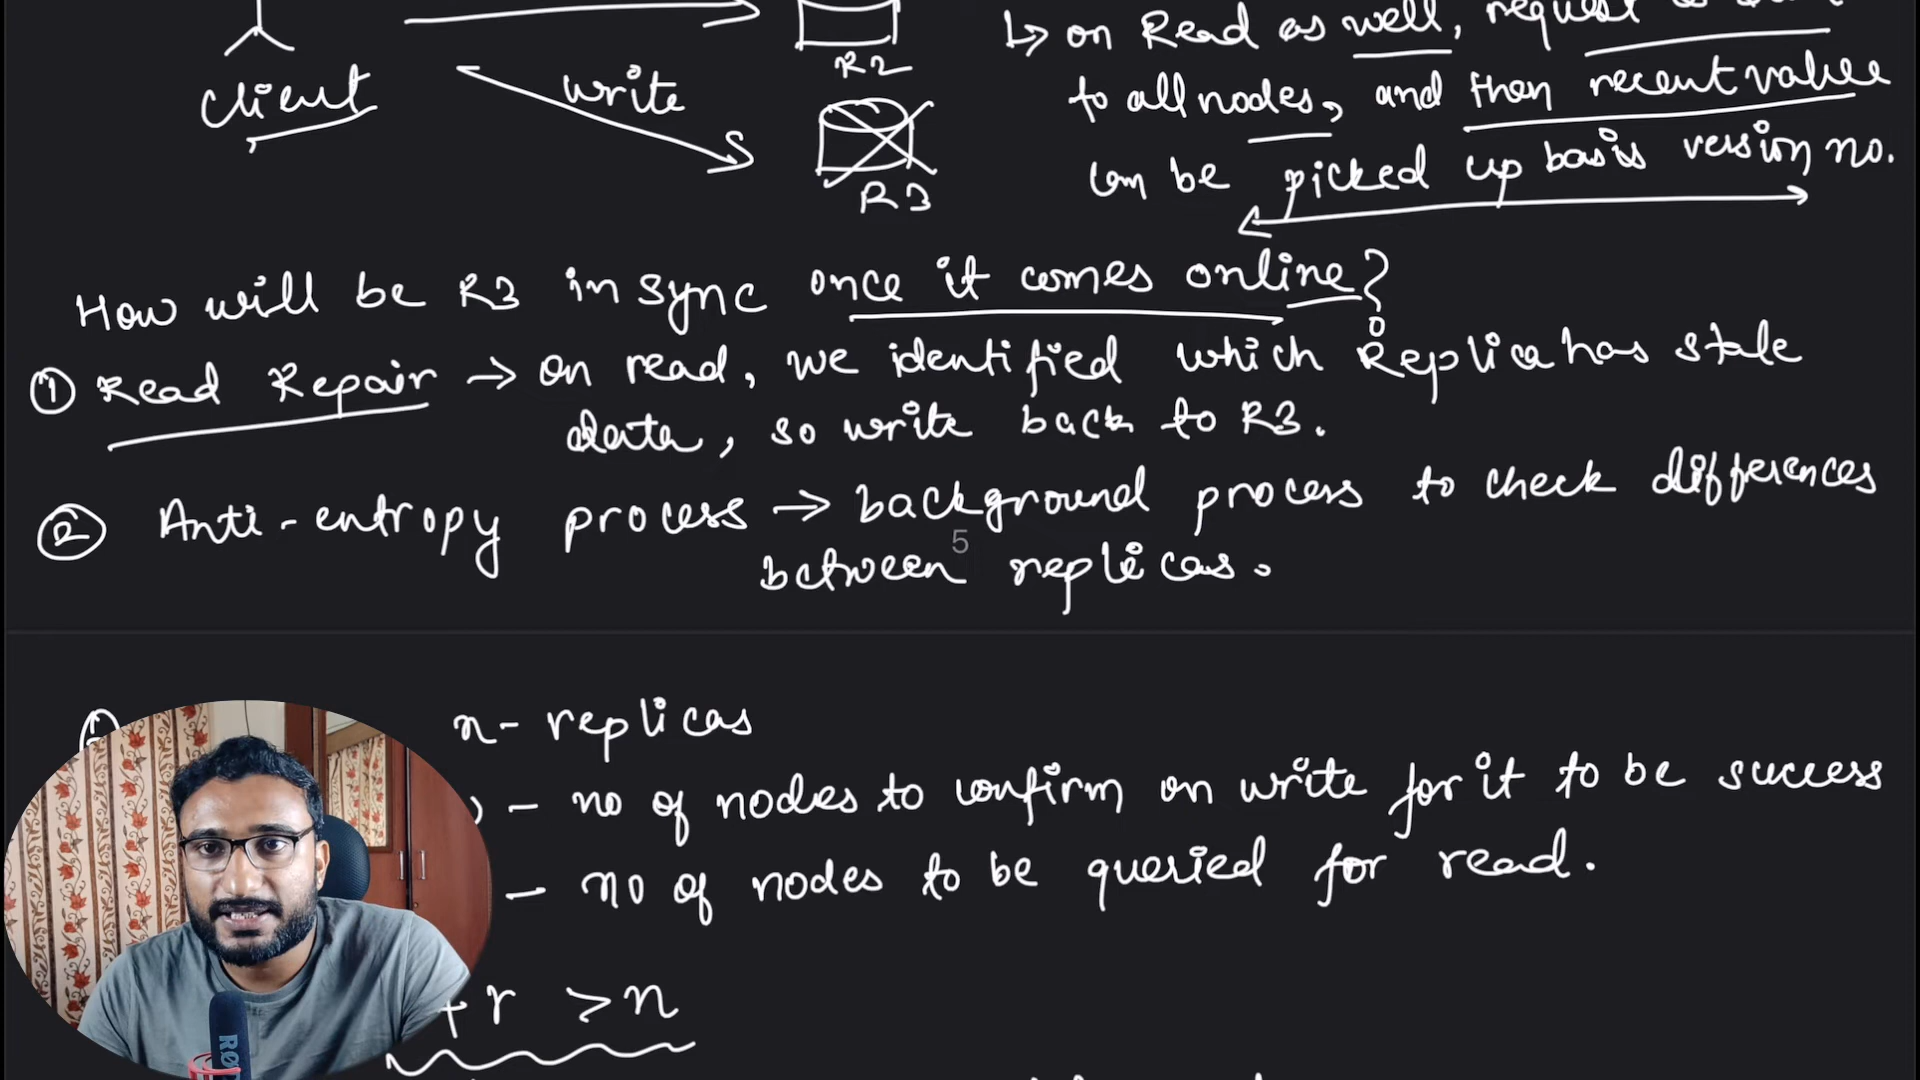 R2
↳ on Read as well, request is
Client
write
to all nodes, and then recent value
R3
can be picked up basis version no.
How will be R3 in sync once it comes online?
① Read Repair → on read, we identified which Replica has stale
data, so write back to R3.
② Anti-entropy process → background process to check differences
5
between replicas.
n - replicas
- no of nodes to confirm on write for it to be success
- no of nodes to be queried for read.
+ r > n
RØ